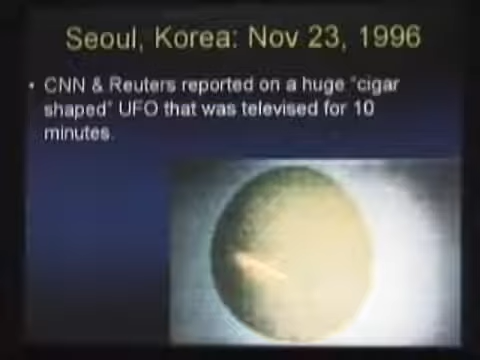 Seoul, Korea: Nov 23, 1996
• CNN & Reuters reported on a huge "cigar
shaped" UFO that was televised for 10
minutes.